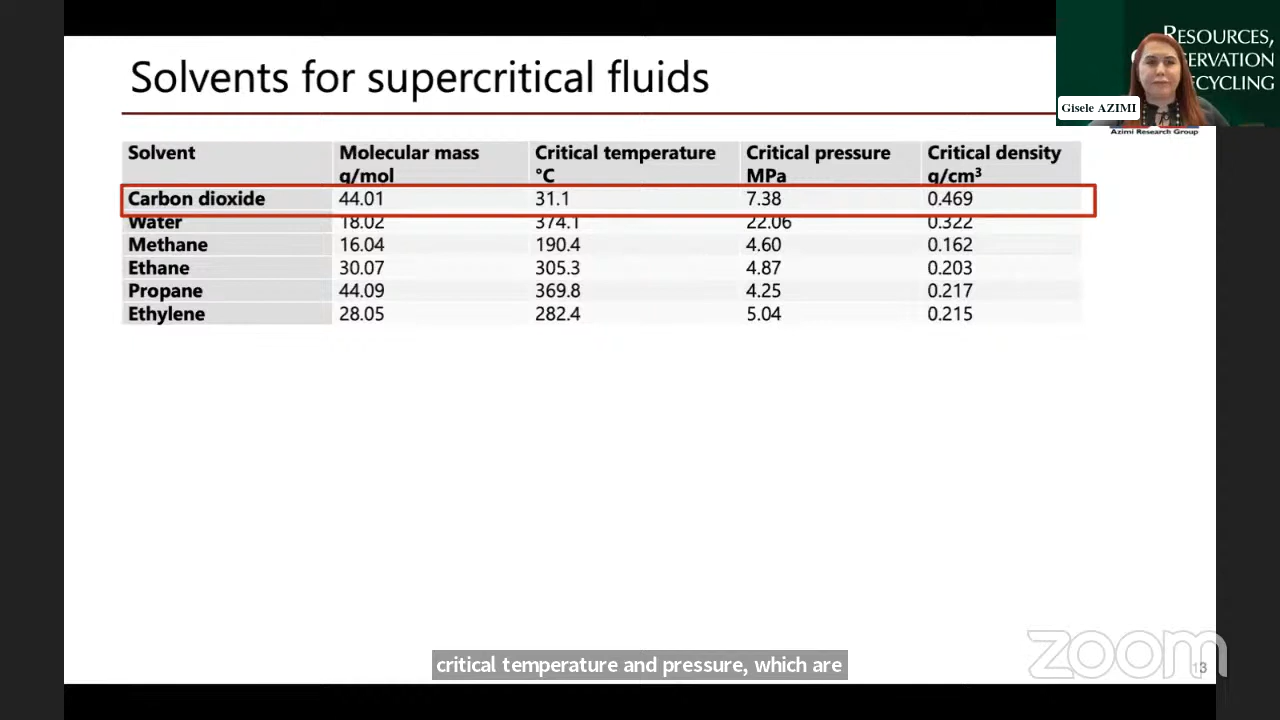 Solvents for supercritical fluids
RESOURCES,
ERVATION
ECYCLING
Gisele AZIMI
Azimi Research Group
Solvent Molecular mass g/mol Critical temperature °C Critical pressure MPa Critical density g/cm³
Carbon dioxide 44.01 31.1 7.38 0.469
Water 18.02 374.1 22.06 0.322
Methane 16.04 190.4 4.60 0.162
Ethane 30.07 305.3 4.87 0.203
Propane 44.09 369.8 4.25 0.217
Ethylene 28.05 282.4 5.04 0.215
critical temperature and pressure, which are
zoom
13